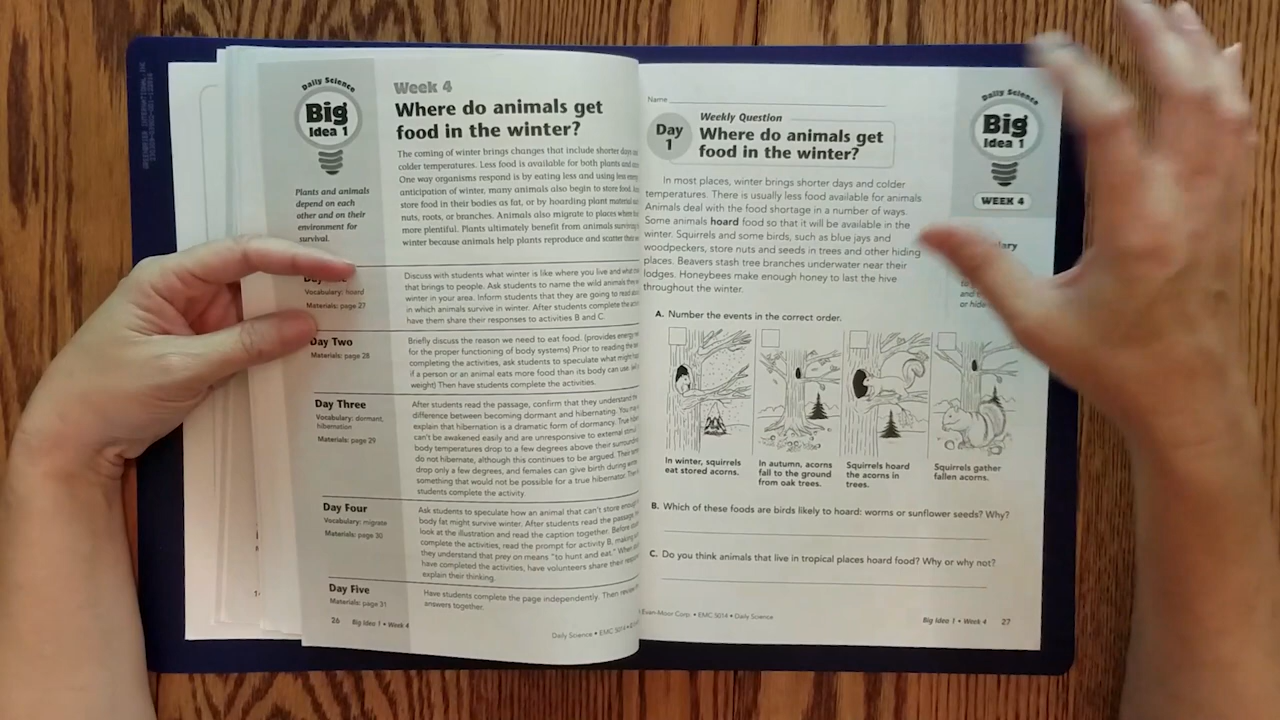 Daily Science
Big
Idea 1
Plants and animals
depend on each
other and on their
environment for
survival.
Week 4
Where do animals get
food in the winter?
The coming of winter brings changes that include shorter days and
colder temperatures. Less food is available for both plants and
One way organisms respond is by eating less and using less energy
anticipation of winter, many animals also begin to store food.
store food in their bodies as fat, or by hoarding plant material
nuts, roots, or branches. Animals also migrate to places where
more plentiful. Plants ultimately benefit from animals surviving
winter because animals help plants reproduce and scatter their
Vocabulary: hoard
Materials: page 27
Discuss with students what winter is like where you live and what
that brings to people. Ask students to name the wild animals
winter in your area. Inform students that they are going to read
in which animals survive in winter. After students complete the
have them share their responses to activities B and C.
Day Two
Materials: page 28
Briefly discuss the reason we need to eat food. (provides energy
for the proper functioning of body systems) Prior to reading the
completing the activities, ask students to speculate what might
if a person or an animal eats more food than its body can use.
weight) Then have students complete the activities.
Day Three
Vocabulary: dormant,
hibernation
Materials: page 29
After students read the passage, confirm that they understand the
difference between becoming dormant and hibernating. You may
explain that hibernation is a dramatic form of dormancy. True
can't be awakened easily and are unresponsive to external
body temperatures drop to a few degrees above their
do not hibernate, although this continues to be argued. Their
drop only a few degrees, and females can give birth during
something that would not be possible for a true hibernator.
students complete the activity.
Day Four
Vocabulary: migrate
Materials: page 30
Ask students to speculate how an animal that can't store enough
body fat might survive winter. After students read the passage,
look at the illustration and read the caption together. Before
complete the activities, read the prompt for activity B, making
they understand that prey on means "to hunt and eat." When
have completed the activities, have volunteers share their
explain their thinking.
Day Five
Materials: page 31
Have students complete the page independently. Then review the
answers together.
26 Big Idea 1 • Week 4
Daily Science • EMC 5014 •
Name
Day
1
Weekly Question
Where do animals get
food in the winter?
Daily Science
Big
Idea 1
WEEK 4
In most places, winter brings shorter days and colder
temperatures. There is usually less food available for animals
Animals deal with the food shortage in a number of ways.
Some animals hoard food so that it will be available in the
winter. Squirrels and some birds, such as blue jays and
woodpeckers, store nuts and seeds in trees and other hiding
places. Beavers stash tree branches underwater near their
lodges. Honeybees make enough honey to last the hive
throughout the winter.
or hide
A. Number the events in the correct order.
In winter, squirrels
eat stored acorns.
In autumn, acorns
fall to the ground
from oak trees.
Squirrels hoard
the acorns in
trees.
Squirrels gather
fallen acorns.
B. Which of these foods are birds likely to hoard: worms or sunflower seeds? Why?
C. Do you think animals that live in tropical places hoard food? Why or why not?
Evan-Moor Corp. • EMC 5014 • Daily Science
Big Idea 1 • Week 4 27